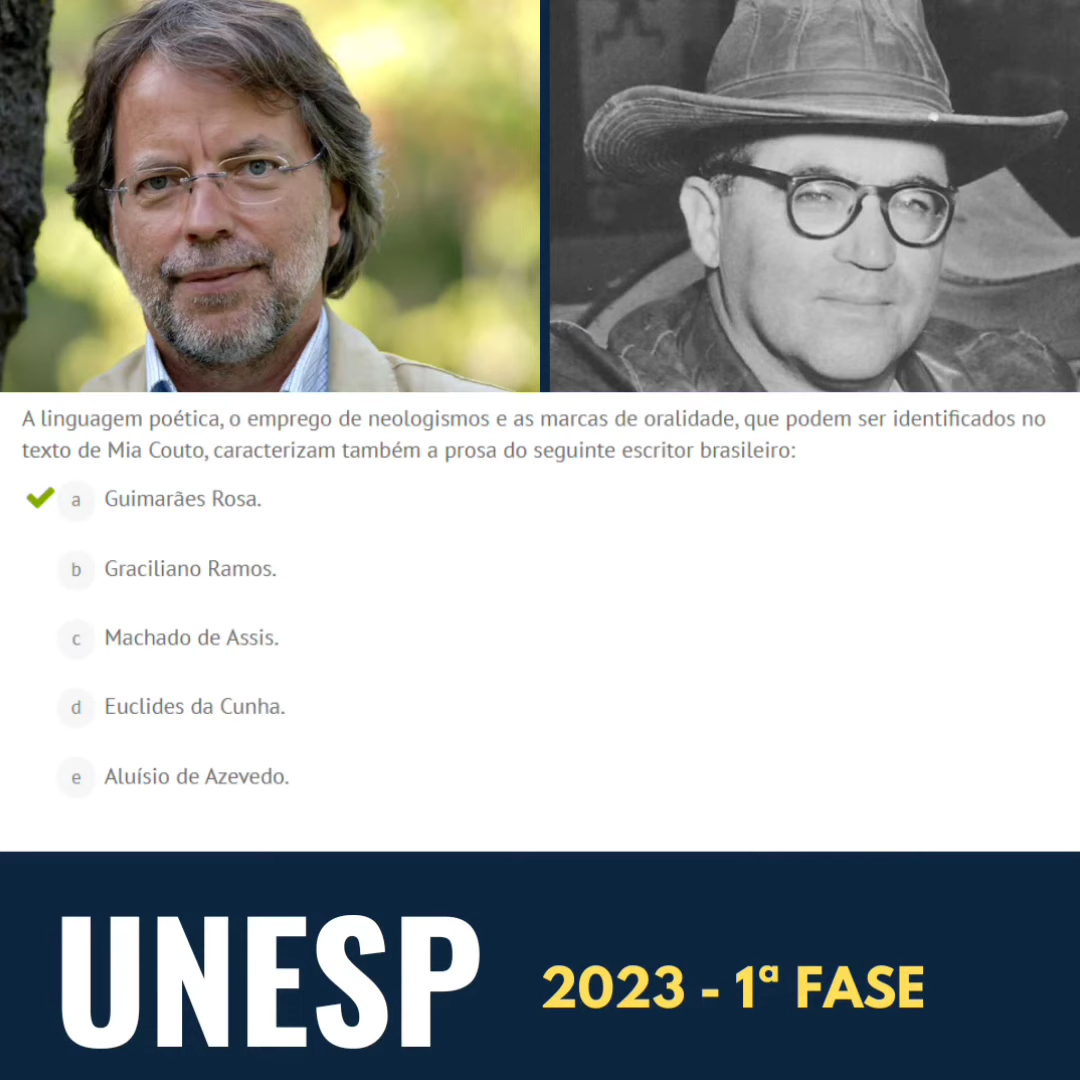 A linguagem poética, o emprego de neologismos e as marcas de oralidade, que podem ser identificados no
texto de Mia Couto, caracterizam também a prosa do seguinte escritor brasileiro:
a Guimarães Rosa.
b Graciliano Ramos.
c Machado de Assis.
d Euclides da Cunha.
e Aluísio de Azevedo.
UNESP 2023 - 1ª FASE